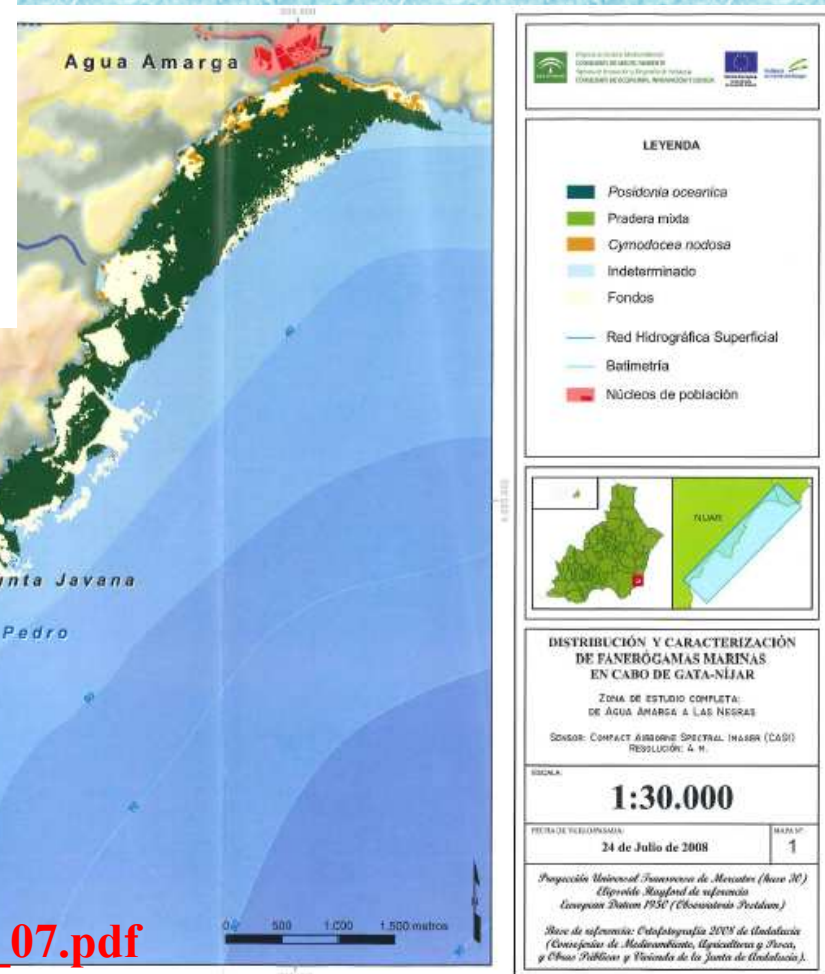 Agua Amarga
unta Javana
Pedro
0 500 1.000 1.500 metros
_07.pdf
LEYENDA
Posidonia oceanica
Pradera mixta
Cymodocea nodosa
Indeterminado
Fondos
Red Hidrográfica Superficial
Batimetría
Núcleos de población
NIJAR
DISTRIBUCIÓN Y CARACTERIZACIÓN
DE FANERÓGAMAS MARINAS
EN CABO DE GATA-NÍJAR
ZONA DE ESTUDIO COMPLETA:
DE AGUA AMARGA A LAS NEGRAS
SENSOR: COMPACT AIRBORNE SPECTRAL IMAGER (CASI)
RESOLUCIÓN: 4 M.
ESCALA:
1:30.000
24 de Julio de 2008
MAPA Nº
1
Proyección Universal Transversa de Mercator (huso 30)
Elipsoide Hayford de referencia
European Datum 1950 (Observatorio Postdam)
Base de referencia: Ortofotografía 2008 de Andalucía
(Consejerías de Medioambiente, Agricultura y Pesca,
y Obras Públicas y Vivienda de la Junta de Andalucía).